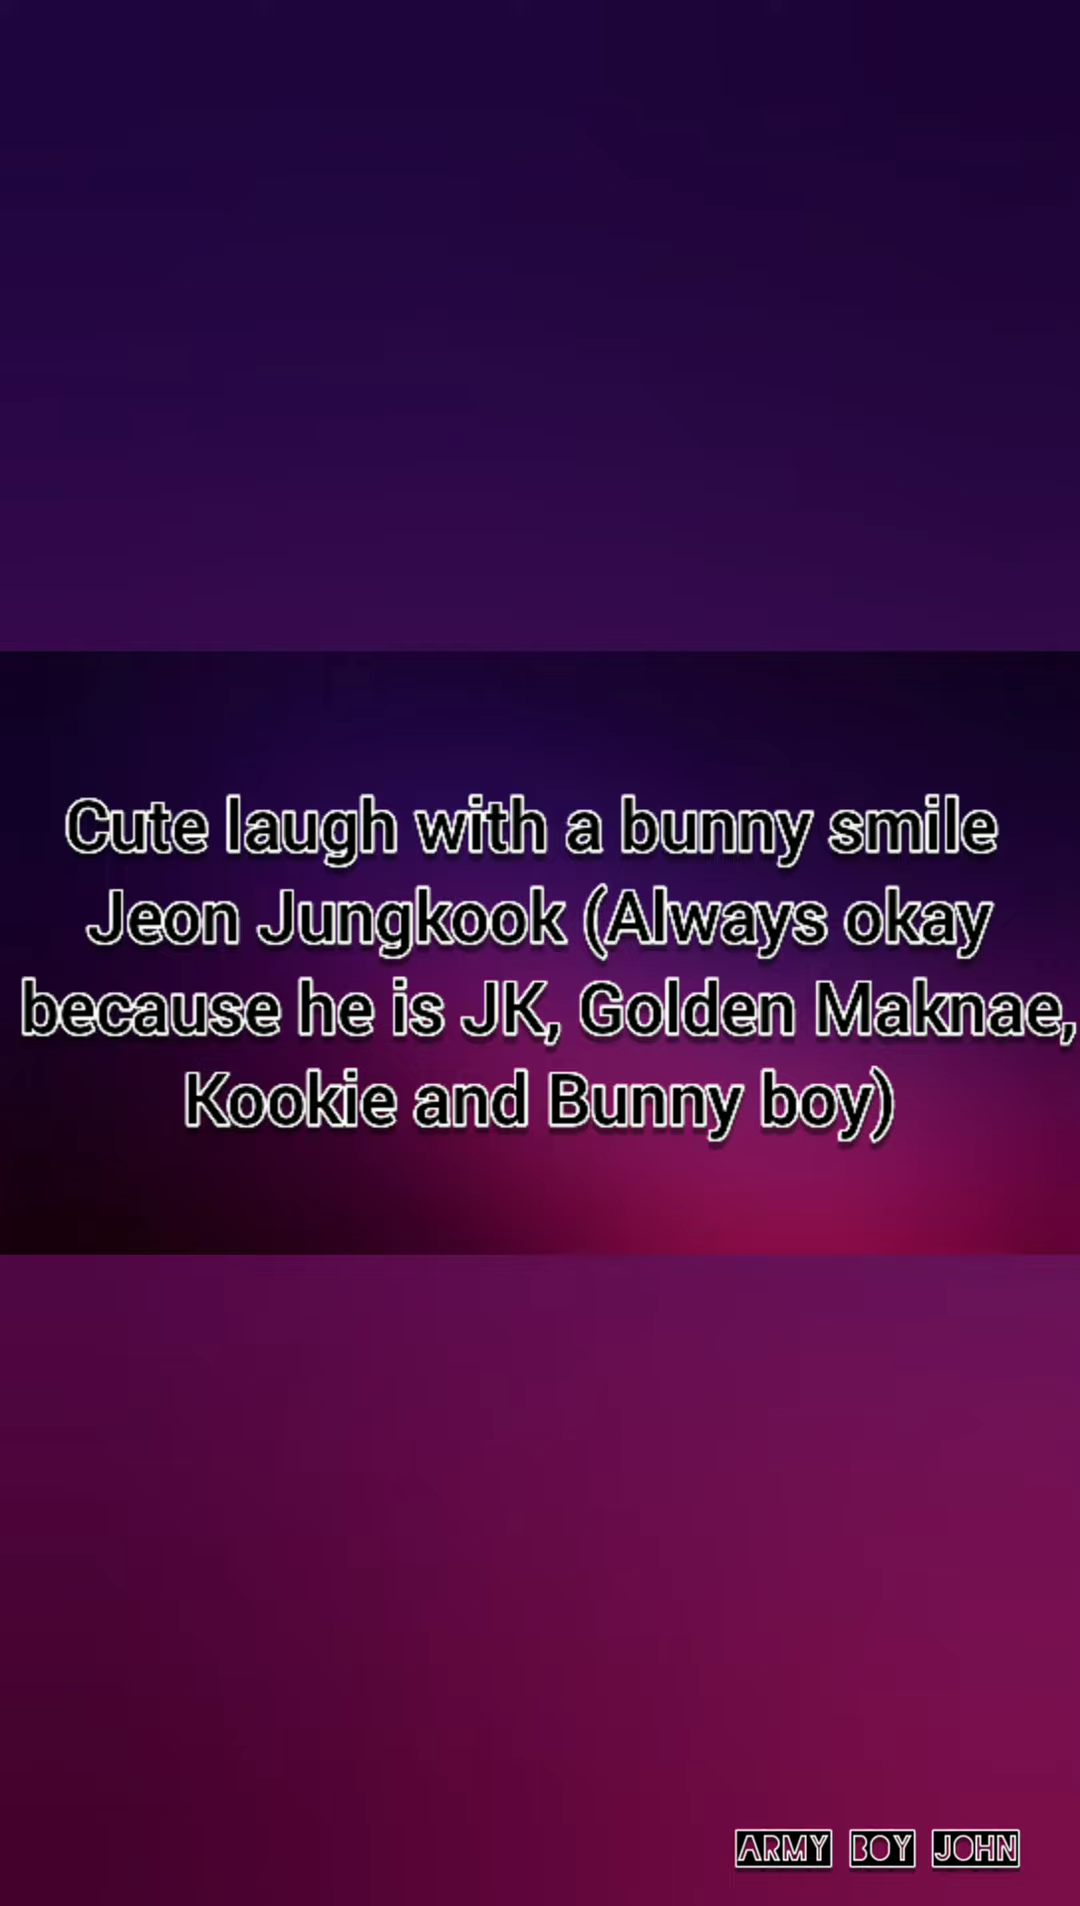 Cute laugh with a bunny smile
Jeon Jungkook (Always okay
because he is JK, Golden Maknae,
Kookie and Bunny boy)
ARMY BOY JOHN